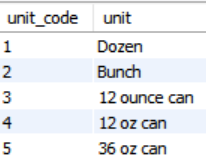 unit_code unit
1 Dozen
2 Bunch
3 12 ounce can
4 12 oz can
5 36 oz can